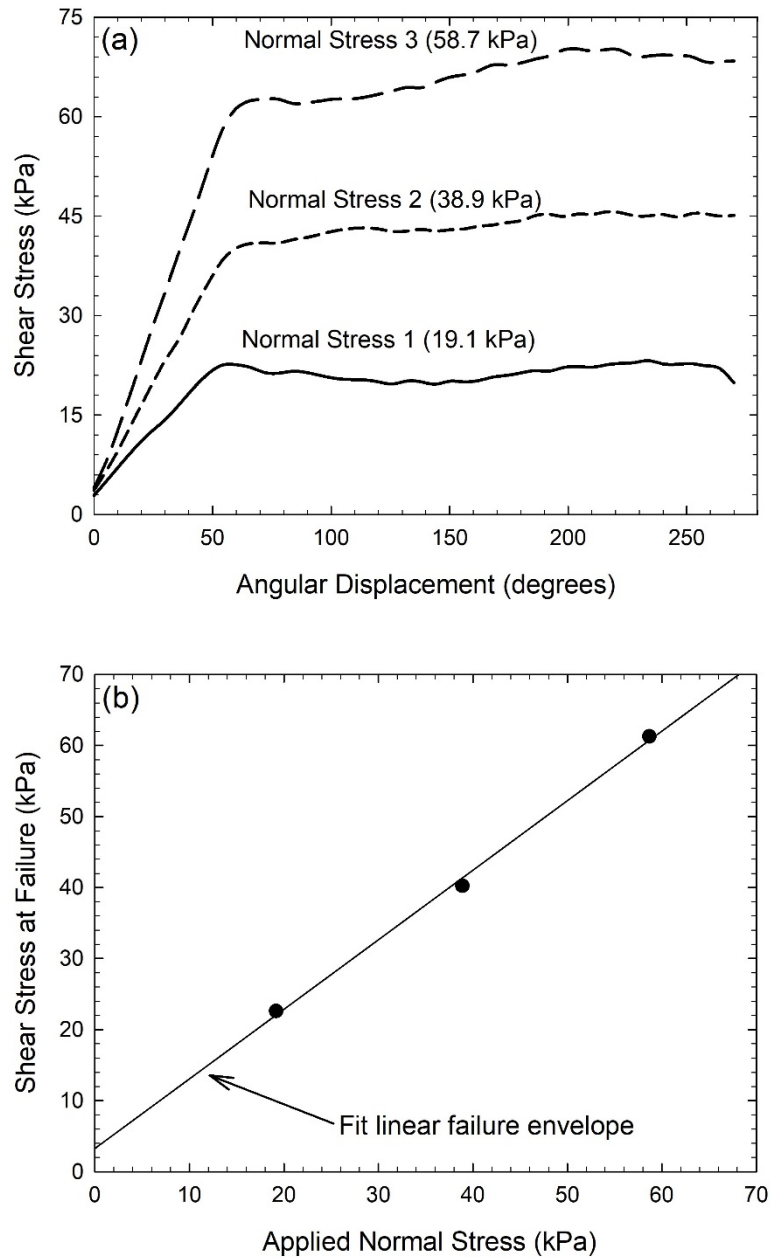 (a)
Normal Stress 3 (58.7 kPa)
Normal Stress 2 (38.9 kPa)
Normal Stress 1 (19.1 kPa)
75
60
45
30
15
0
Shear Stress (kPa)
0 50 100 150 200 250
Angular Displacement (degrees)
(b)
70
60
50
40
30
20
10
0
Shear Stress at Failure (kPa)
Fit linear failure envelope
0 10 20 30 40 50 60 70
Applied Normal Stress (kPa)